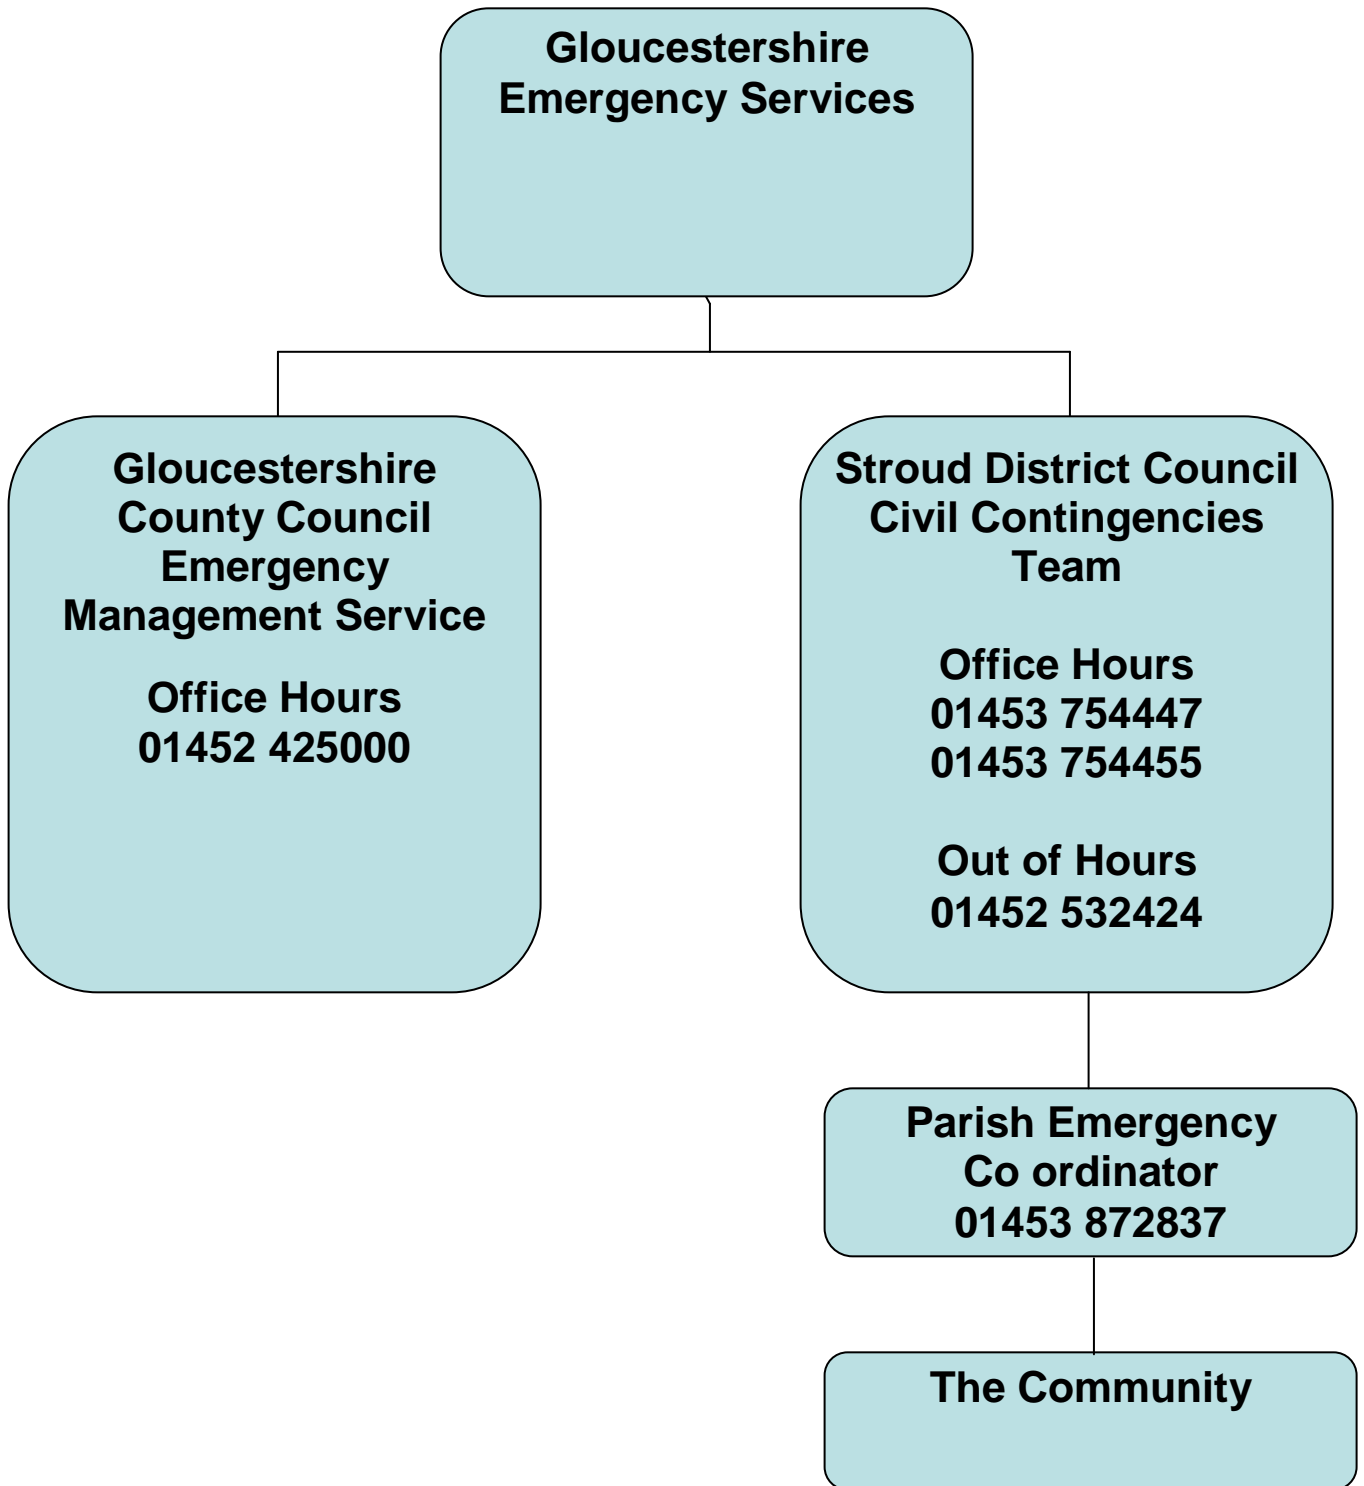 Gloucestershire
Emergency Services
Gloucestershire
County Council
Emergency
Management Service
Office Hours
01452 425000
Stroud District Council
Civil Contingencies
Team
Office Hours
01453 754447
01453 754455
Out of Hours
01452 532424
Parish Emergency
Co ordinator
01453 872837
The Community